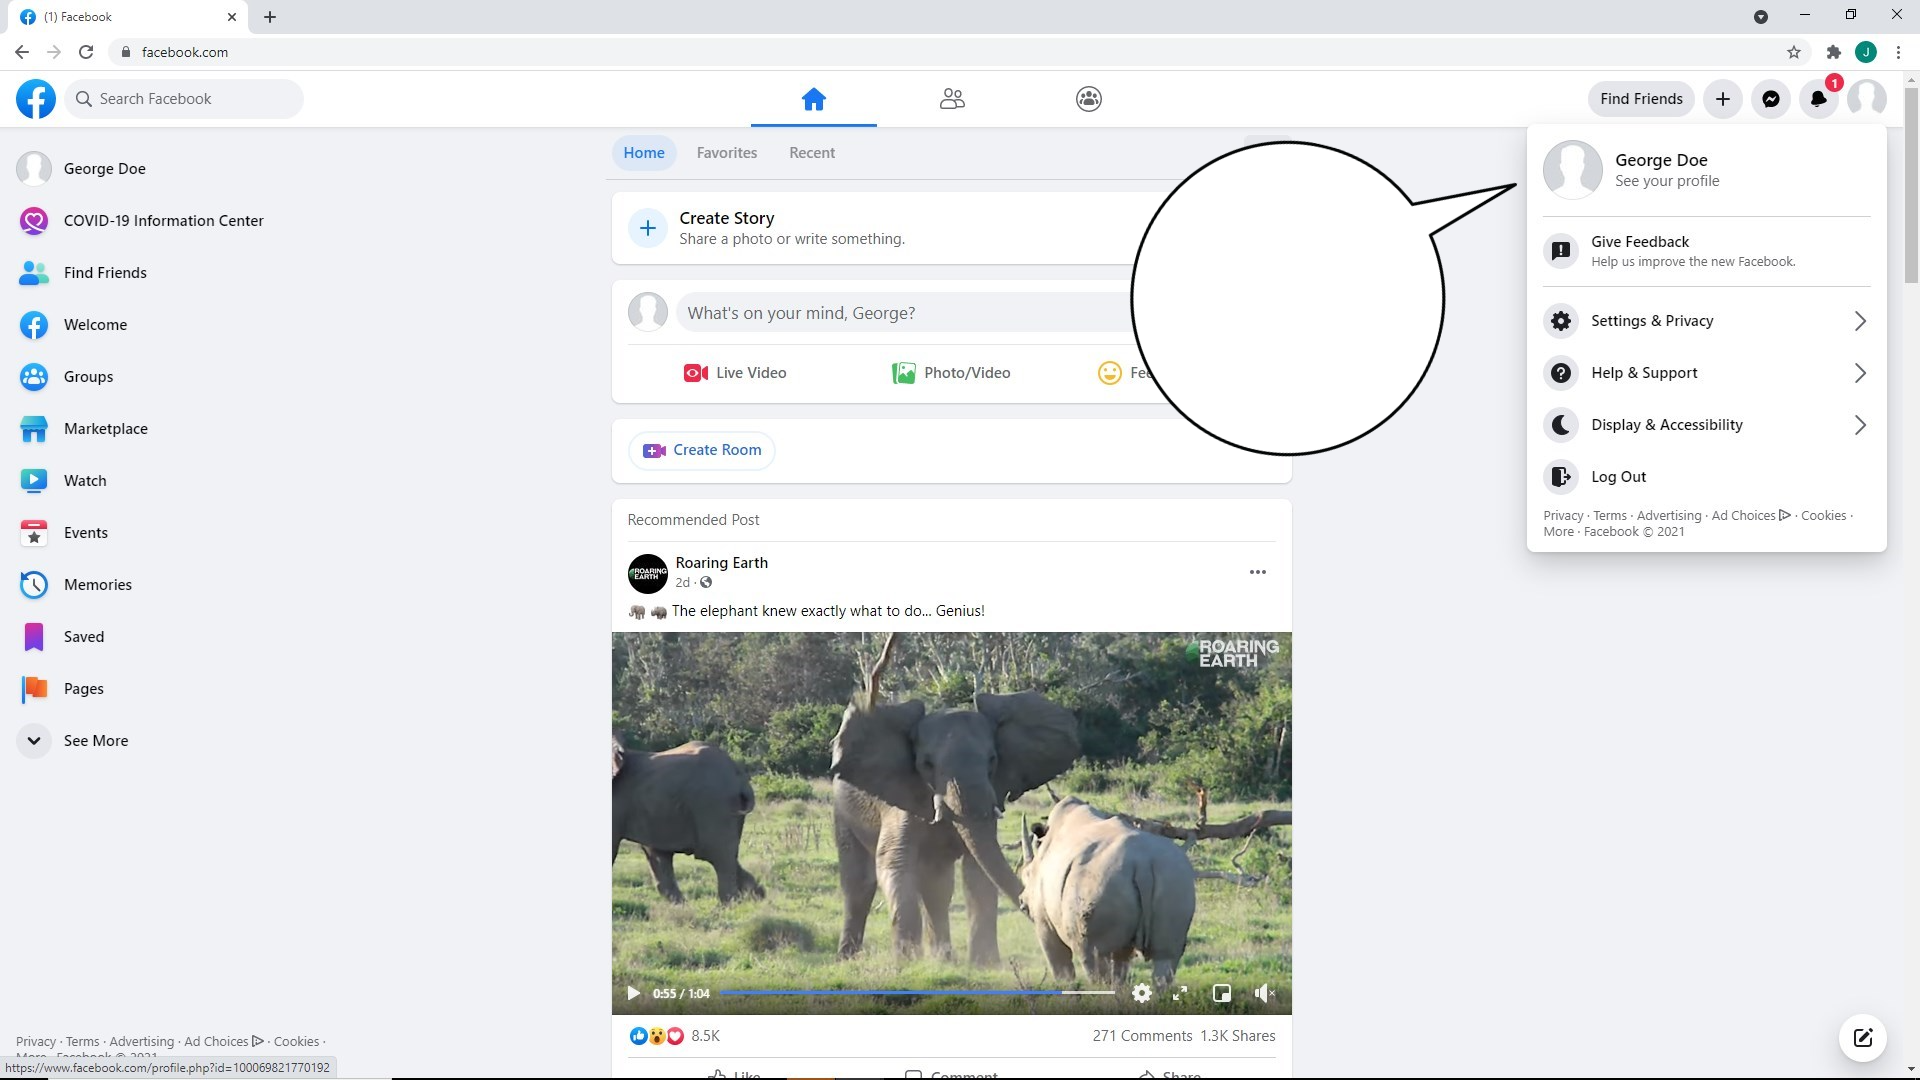 (1) Facebook
facebook.com
J
Search Facebook
Find Friends
1
George Doe
COVID-19 Information Center
Find Friends
Welcome
Groups
Marketplace
Watch
Events
Memories
Saved
Pages
See More
Privacy · Terms · Advertising · Ad Choices · Cookies ·
More · Facebook © 2021
https://www.facebook.com/profile.php?id=100069821770192
Home Favorites Recent
Create Story
Share a photo or write something.
What's on your mind, George?
Live Video Photo/Video Fee
Create Room
Recommended Post
ROARING
EARTH
Roaring Earth
2d ·
The elephant knew exactly what to do... Genius!
ROARING
EARTH
0:55 / 1:04
8.5K 271 Comments 1.3K Shares
Like Comment Share
George Doe
See your profile
Give Feedback
Help us improve the new Facebook.
Settings & Privacy
Help & Support
Display & Accessibility
Log Out
Privacy · Terms · Advertising · Ad Choices · Cookies ·
More · Facebook © 2021